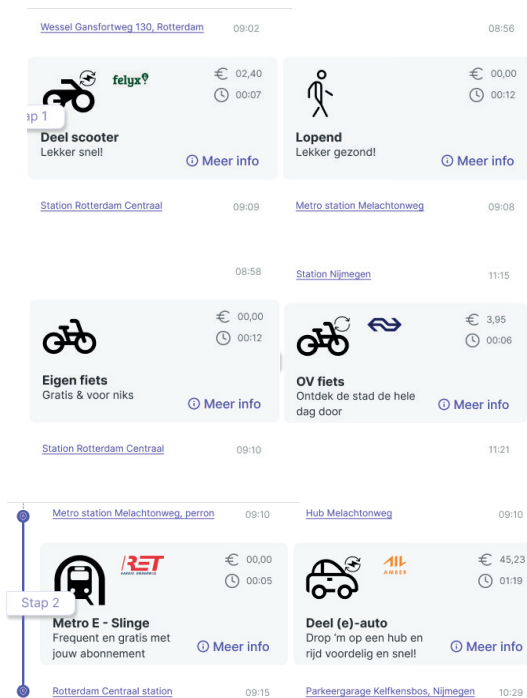 Wessel Gansfortweg 130, Rotterdam 09:02
felyx
€ 02,40
00:07
ap 1
Deel scooter
Lekker snel!
Meer info
Station Rotterdam Centraal 09:09
08:56
€ 00,00
00:12
Lopend
Lekker gezond!
Meer info
Metro station Melachtonweg 09:08
08:58
€ 00,00
00:12
Eigen fiets
Gratis & voor niks
Meer info
Station Rotterdam Centraal 09:10
Station Nijmegen 11:15
€ 3,95
00:06
OV fiets
Ontdek de stad de hele
dag door
Meer info
11:21
Metro station Melachtonweg, perron 09:10
RET
€ 00,00
00:05
Stap 2
Metro E - Slinge
Frequent en gratis met
jouw abonnement
Meer info
Rotterdam Centraal station 09:15
Hub Melachtonweg 09:10
AMBER
€ 45,23
01:19
Deel (e)-auto
Drop 'm op een hub en
rijd voordelig en snel!
Meer info
Parkeergarage Kelfkensbos, Nijmegen 10:29